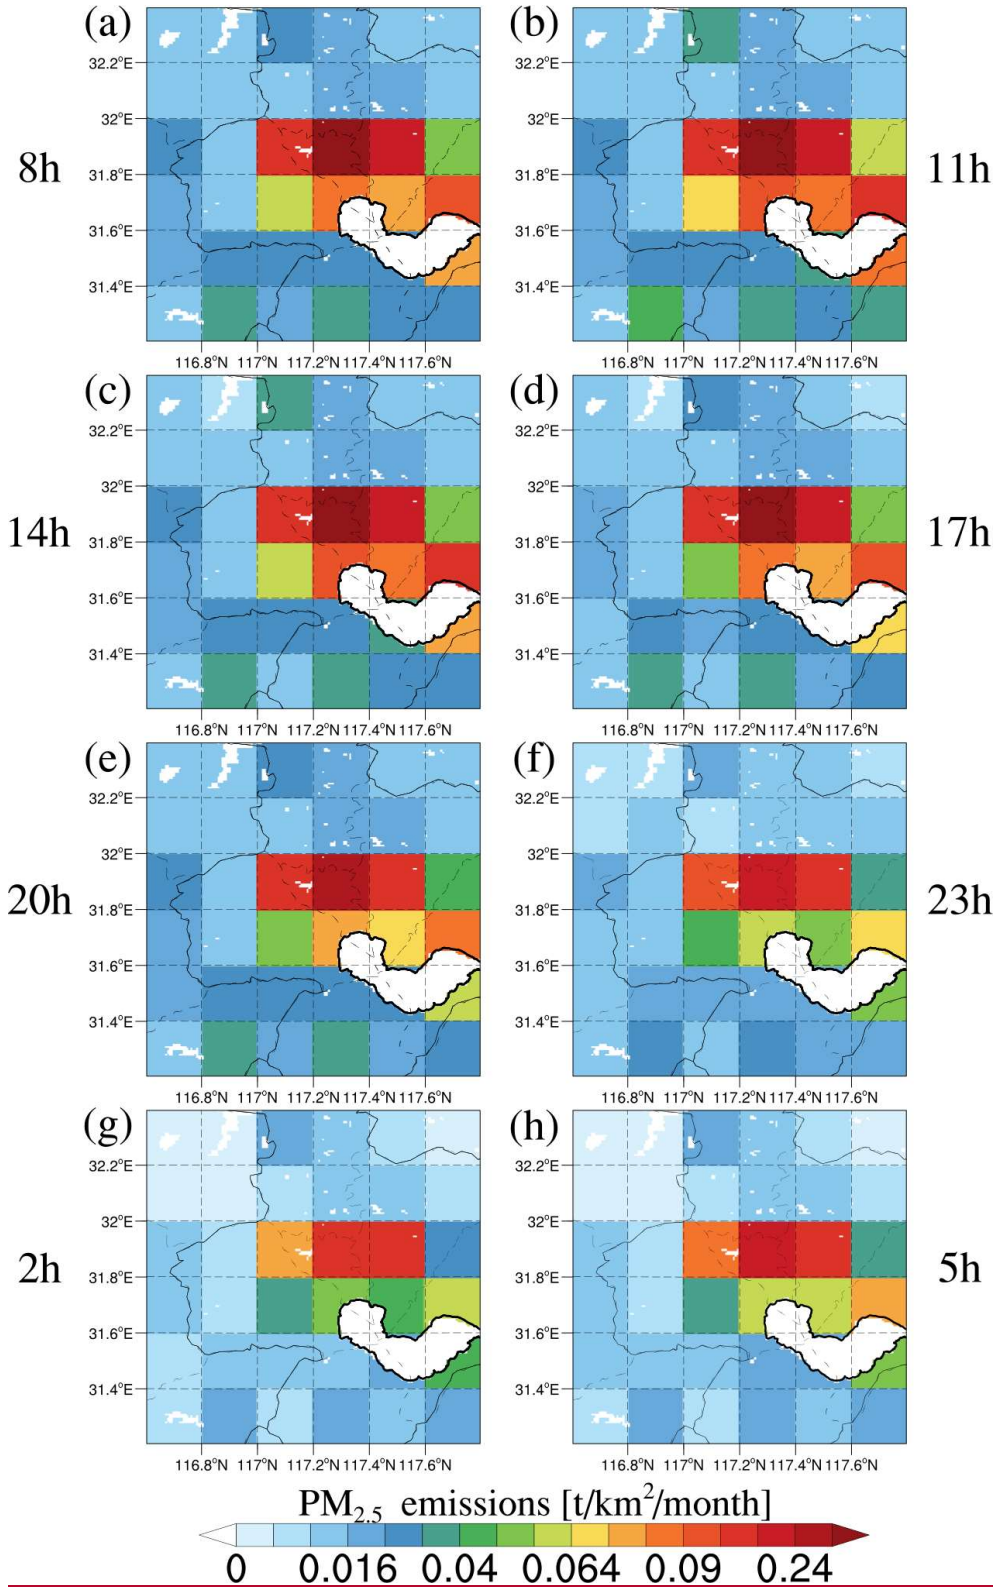 (a) (b)
32.2°E 32.2°E
32°E 32°E
8h 11h
31.8°E 31.8°E
31.6°E 31.6°E
31.4°E 31.4°E
116.8°N 117°N 117.2°N 117.4°N 117.6°N 116.8°N 117°N 117.2°N 117.4°N 117.6°N
(c) (d)
32.2°E 32.2°E
32°E 32°E
14h 17h
31.8°E 31.8°E
31.6°E 31.6°E
31.4°E 31.4°E
116.8°N 117°N 117.2°N 117.4°N 117.6°N 116.8°N 117°N 117.2°N 117.4°N 117.6°N
(e) (f)
32.2°E 32.2°E
32°E 32°E
20h 23h
31.8°E 31.8°E
31.6°E 31.6°E
31.4°E 31.4°E
116.8°N 117°N 117.2°N 117.4°N 117.6°N 116.8°N 117°N 117.2°N 117.4°N 117.6°N
(g) (h)
32.2°E 32.2°E
32°E 32°E
2h 5h
31.8°E 31.8°E
31.6°E 31.6°E
31.4°E 31.4°E
116.8°N 117°N 117.2°N 117.4°N 117.6°N 116.8°N 117°N 117.2°N 117.4°N 117.6°N
PM₂.₅ emissions [t/km²/month]
0 0.016 0.04 0.064 0.09 0.24